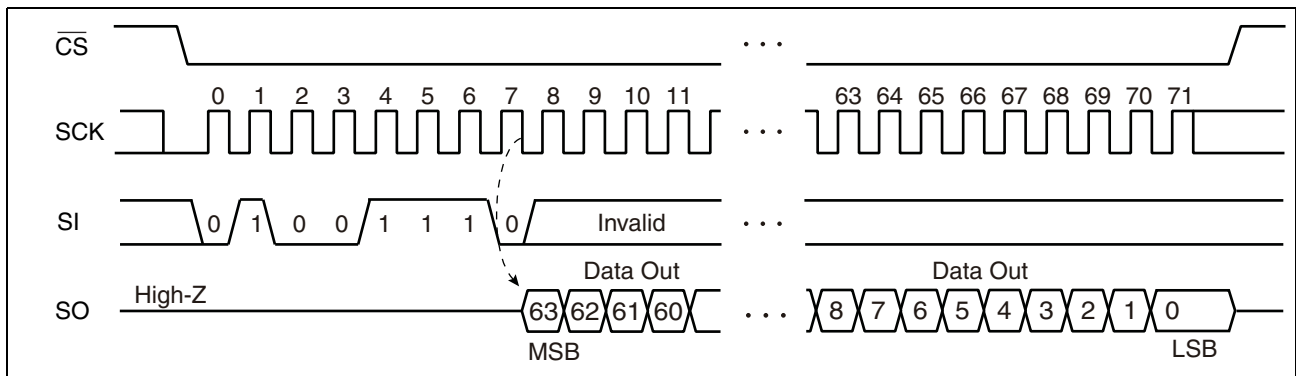 CS
0 1 2 3 4 5 6 7 8 9 10 11 63 64 65 66 67 68 69 70 71
SCK
SI 0 1 0 0 1 1 1 0 Invalid
Data Out Data Out
High-Z
SO 63 62 61 60 8 7 6 5 4 3 2 1 0
MSB LSB